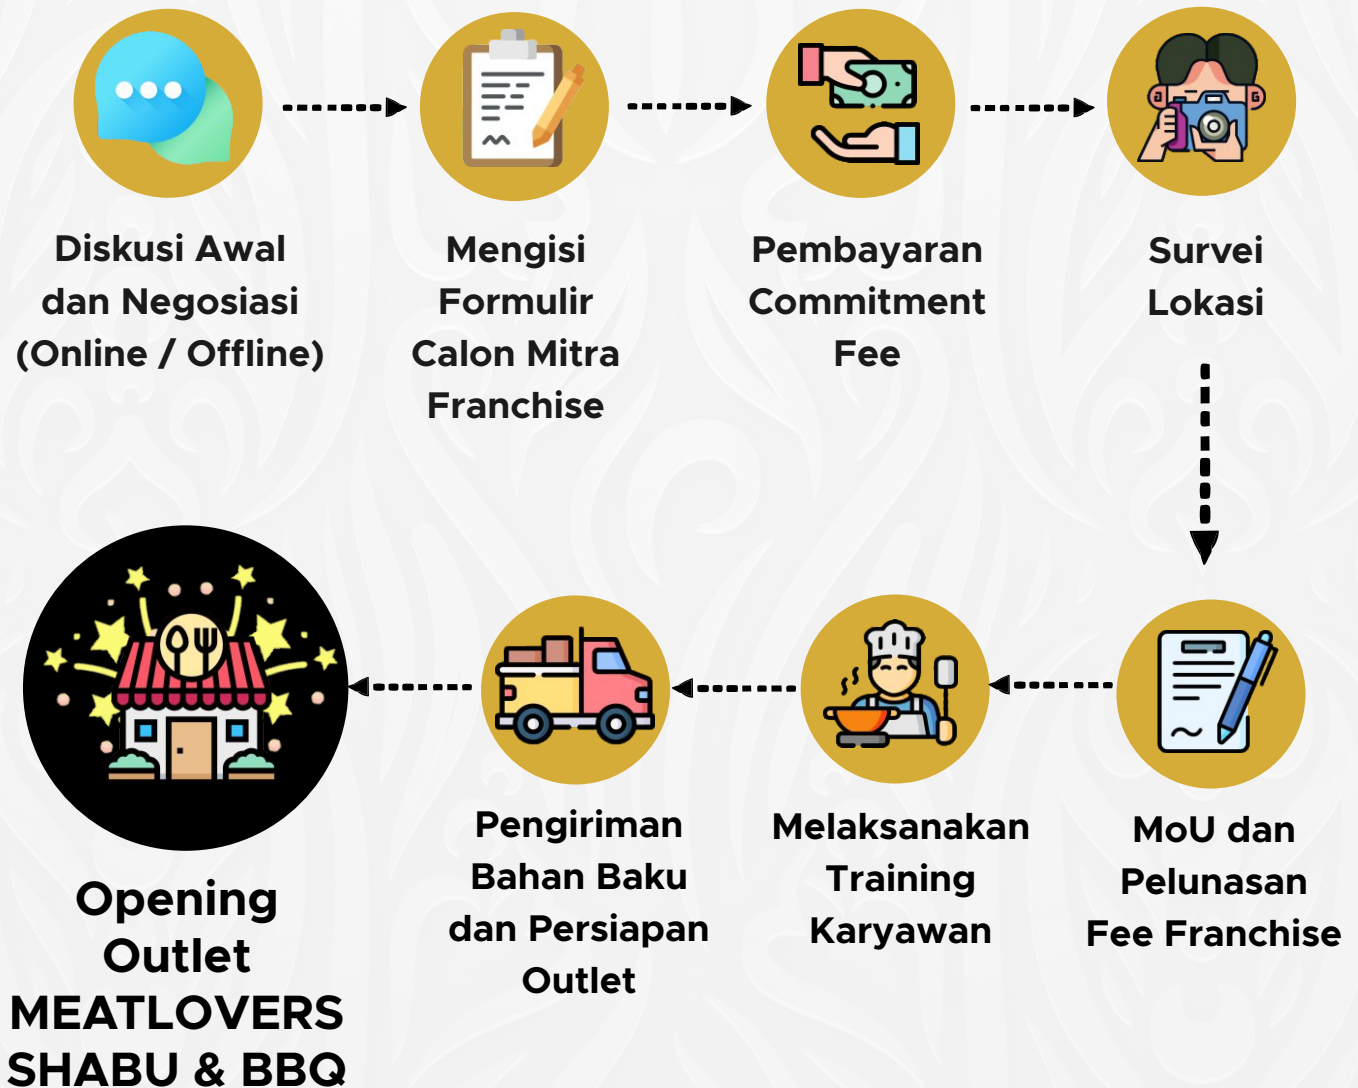 Diskusi Awal
dan Negosiasi
(Online / Offline)
Mengisi
Formulir
Calon Mitra
Franchise
Pembayaran
Commitment
Fee
Survei
Lokasi
MoU dan
Pelunasan
Fee Franchise
Melaksanakan
Training
Karyawan
Pengiriman
Bahan Baku
dan Persiapan
Outlet
Opening
Outlet
MEATLOVERS
SHABU & BBQ